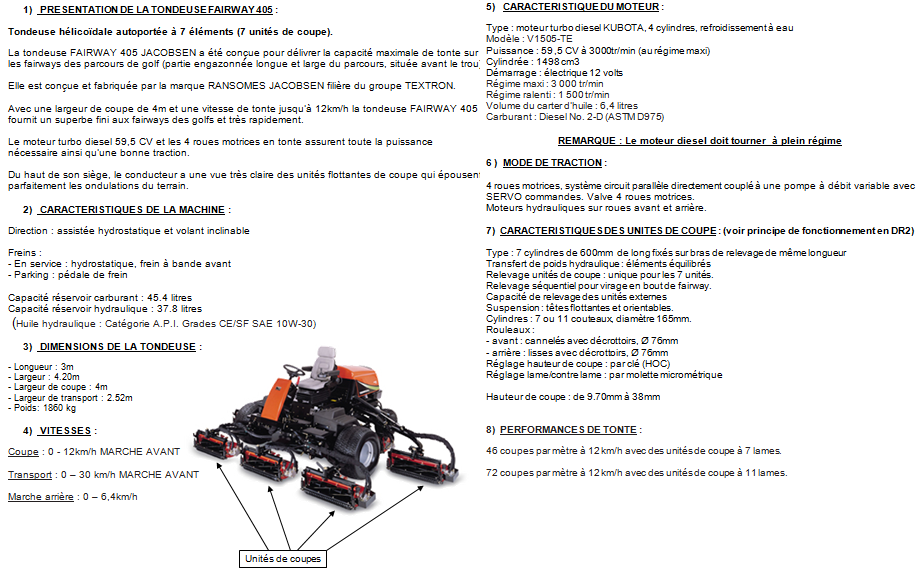 1) PRESENTATION DE LA TONDEUSE FAIRWAY 405 :
Tondeuse hélicoïdale autoportée à 7 éléments (7 unités de coupe).
La tondeuse FAIRWAY 405 JACOBSEN a été conçue pour délivrer la capacité maximale de tonte sur
les fairways des parcours de golf (partie engazonnée longue et large du parcours, située avant le trou)
Elle est conçue et fabriquée par la marque RANSOMES JACOBSEN filière du groupe TEXTRON.
Avec une largeur de coupe de 4m et une vitesse de tonte jusqu'à 12km/h la tondeuse FAIRWAY 405
fournit un superbe fini aux fairways des golfs et très rapidement.
Le moteur turbo diesel 59,5 CV et les 4 roues motrices en tonte assurent toute la puissance
nécessaire ainsi qu'une bonne traction.
Du haut de son siège, le conducteur a une vue très claire des unités flottantes de coupe qui épousent
parfaitement les ondulations du terrain.
2) CARACTERISTIQUES DE LA MACHINE :
Direction : assistée hydrostatique et volant inclinable
Freins :
- En service : hydrostatique, frein à bande avant
- Parking : pédale de frein
Capacité réservoir carburant : 45.4 litres
Capacité réservoir hydraulique : 37.8 litres
(Huile hydraulique : Catégorie A.P.I. Grades CE/SF SAE 10W-30)
3) DIMENSIONS DE LA TONDEUSE :
- Longueur : 3m
- Largeur : 4.20m
- Largeur de coupe : 4m
- Largeur de transport : 2.52m
- Poids: 1860 kg
4) VITESSES :
Coupe : 0 - 12km/h MARCHE AVANT
Transport : 0 – 30 km/h MARCHE AVANT
Marche arrière : 0 – 6,4km/h
Unités de coupes
5) CARACTERISTIQUE DU MOTEUR :
Type : moteur turbo diesel KUBOTA, 4 cylindres, refroidissement à eau
Modèle : V1505-TE
Puissance : 59,5 CV à 3000tr/min (au régime maxi)
Cylindrée : 1498 cm3
Démarrage : électrique 12 volts
Régime maxi : 3 000 tr/min
Régime ralenti : 1 500 tr/min
Volume du carter d'huile : 6,4 litres
Carburant : Diesel No. 2-D (ASTM D975)
REMARQUE : Le moteur diesel doit tourner à plein régime
6 ) MODE DE TRACTION :
4 roues motrices, système circuit parallèle directement couplé à une pompe à débit variable avec
SERVO commandes. Valve 4 roues motrices.
Moteurs hydrauliques sur roues avant et arrière.
7) CARACTERISTIQUES DES UNITES DE COUPE : (voir principe de fonctionnement en DR2)
Type : 7 cylindres de 600mm de long fixés sur bras de relevage de même longueur
Transfert de poids hydraulique : éléments équilibrés
Relevage unités de coupe : unique pour les 7 unités.
Relevage séquentiel pour virage en bout de fairway.
Capacité de relevage des unités externes
Suspension : têtes flottantes et orientables.
Cylindres : 7 ou 11 couteaux, diamètre 165mm.
Rouleaux :
- avant : cannelés avec décrottoirs, Ø 76mm
- arrière : lisses avec décrottoirs, Ø 76mm
Réglage hauteur de coupe : par clé (HOC)
Réglage lame/contre lame : par molette micrométrique
Hauteur de coupe : de 9.70mm à 38mm
8) PERFORMANCES DE TONTE :
46 coupes par mètre à 12 km/h avec des unités de coupe à 7 lames.
72 coupes par mètre à 12 km/h avec des unités de coupe à 11 lames.